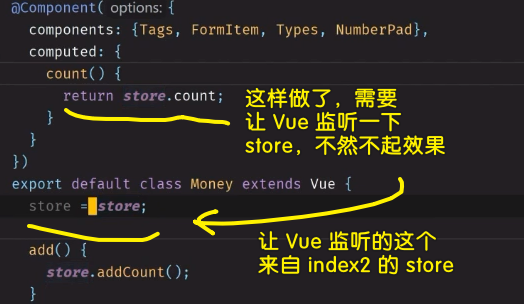 @Component( options: {
components: {Tags, FormItem, Types, NumberPad},
computed: {
count() {
return store.count;
}
}
})
export default class Money extends Vue {
store = store;
add() {
store.addCount();
}
这样做了，需要
让 Vue 监听一下
store，不然不起效果
让 Vue 监听的这个
来自 index2 的 store